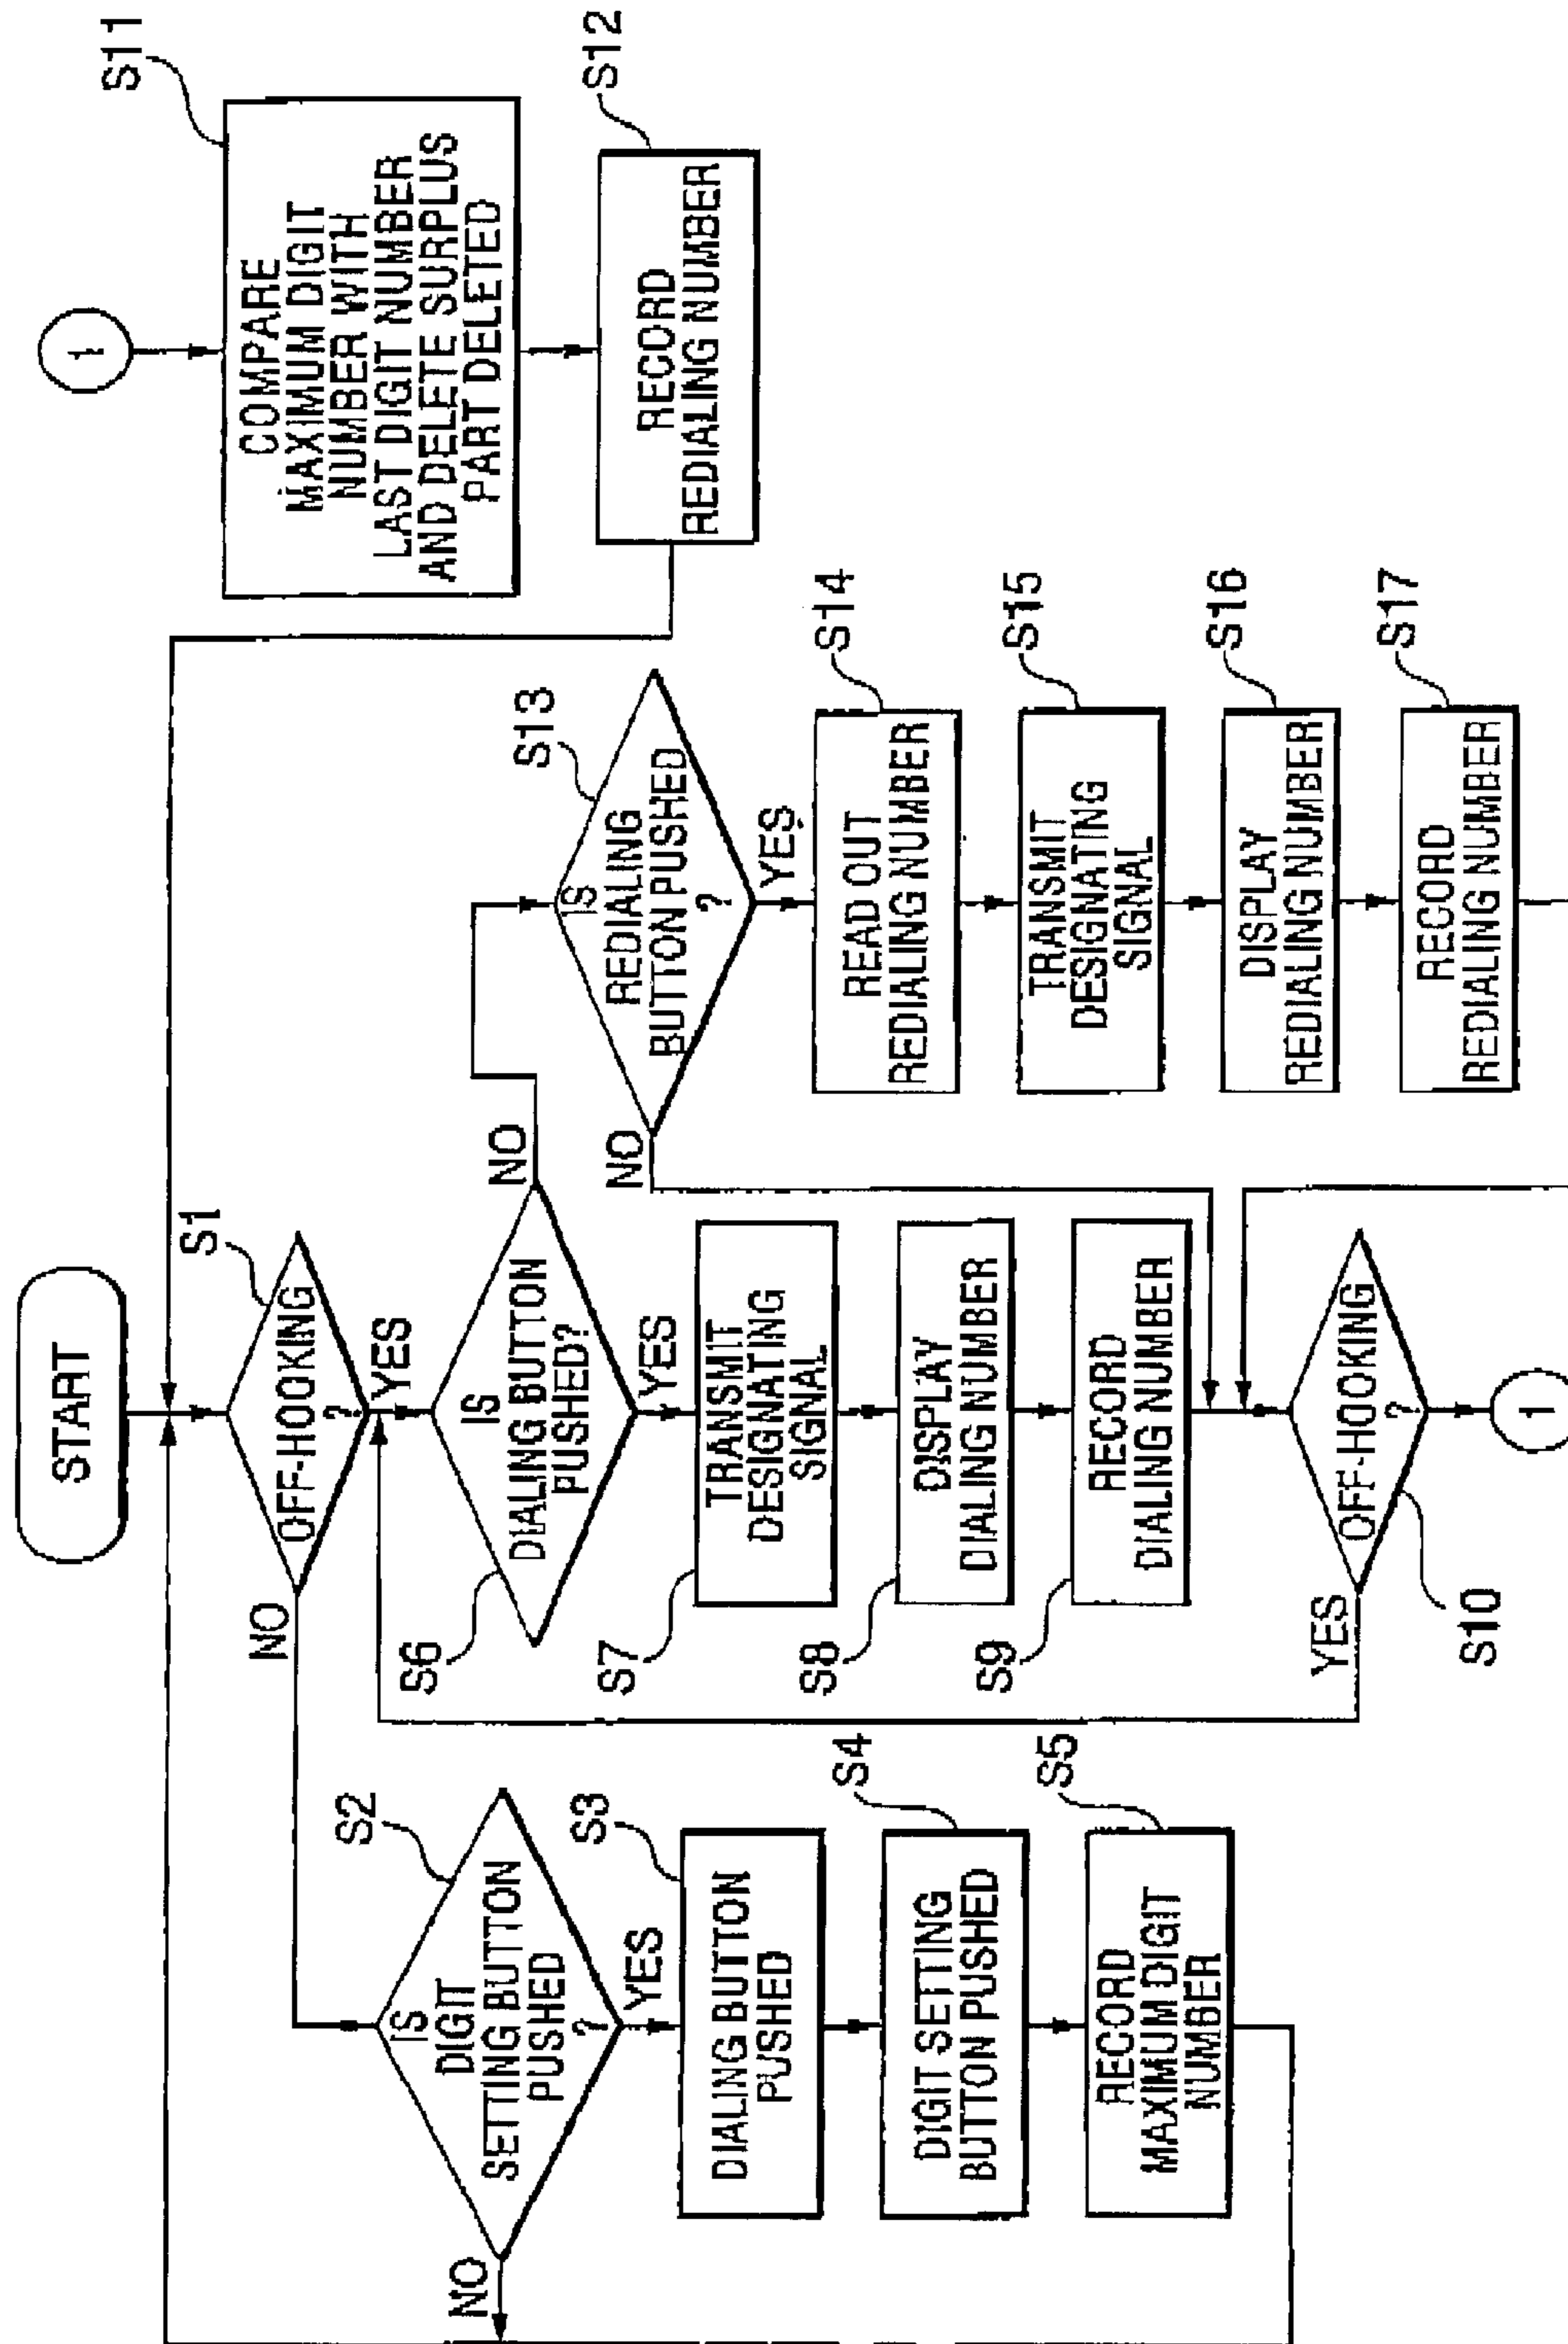 START
S1
OFF-HOOKING
?
NO
YES
S2
IS
DIGIT
SETTING BUTTON
PUSHED
?
NO
YES
S3
DIALING BUTTON
PUSHED
S4
DIGIT SETTING
BUTTON PUSHED
S5
RECORD
MAXIMUM DIGIT
NUMBER
S6
IS
DIALING BUTTON
PUSHED?
NO
YES
S7
TRANSMIT
DESIGNATING
SIGNAL
S8
DISPLAY
DIALING NUMBER
S9
RECORD
DIALING NUMBER
S10
OFF-HOOKING
?
YES
1
1
S11
COMPARE
MAXIMUM DIGIT
NUMBER WITH
LAST DIGIT NUMBER
AND DELETE SURPLUS
PART DELETED
S12
RECORD
REDIALING NUMBER
S13
IS
REDIALING
BUTTON PUSHED
?
NO
YES
S14
READ OUT
REDIALING NUMBER
S15
TRANSMIT
DESIGNATING
SIGNAL
S16
DISPLAY
REDIALING NUMBER
S17
RECORD
REDIALING NUMBER